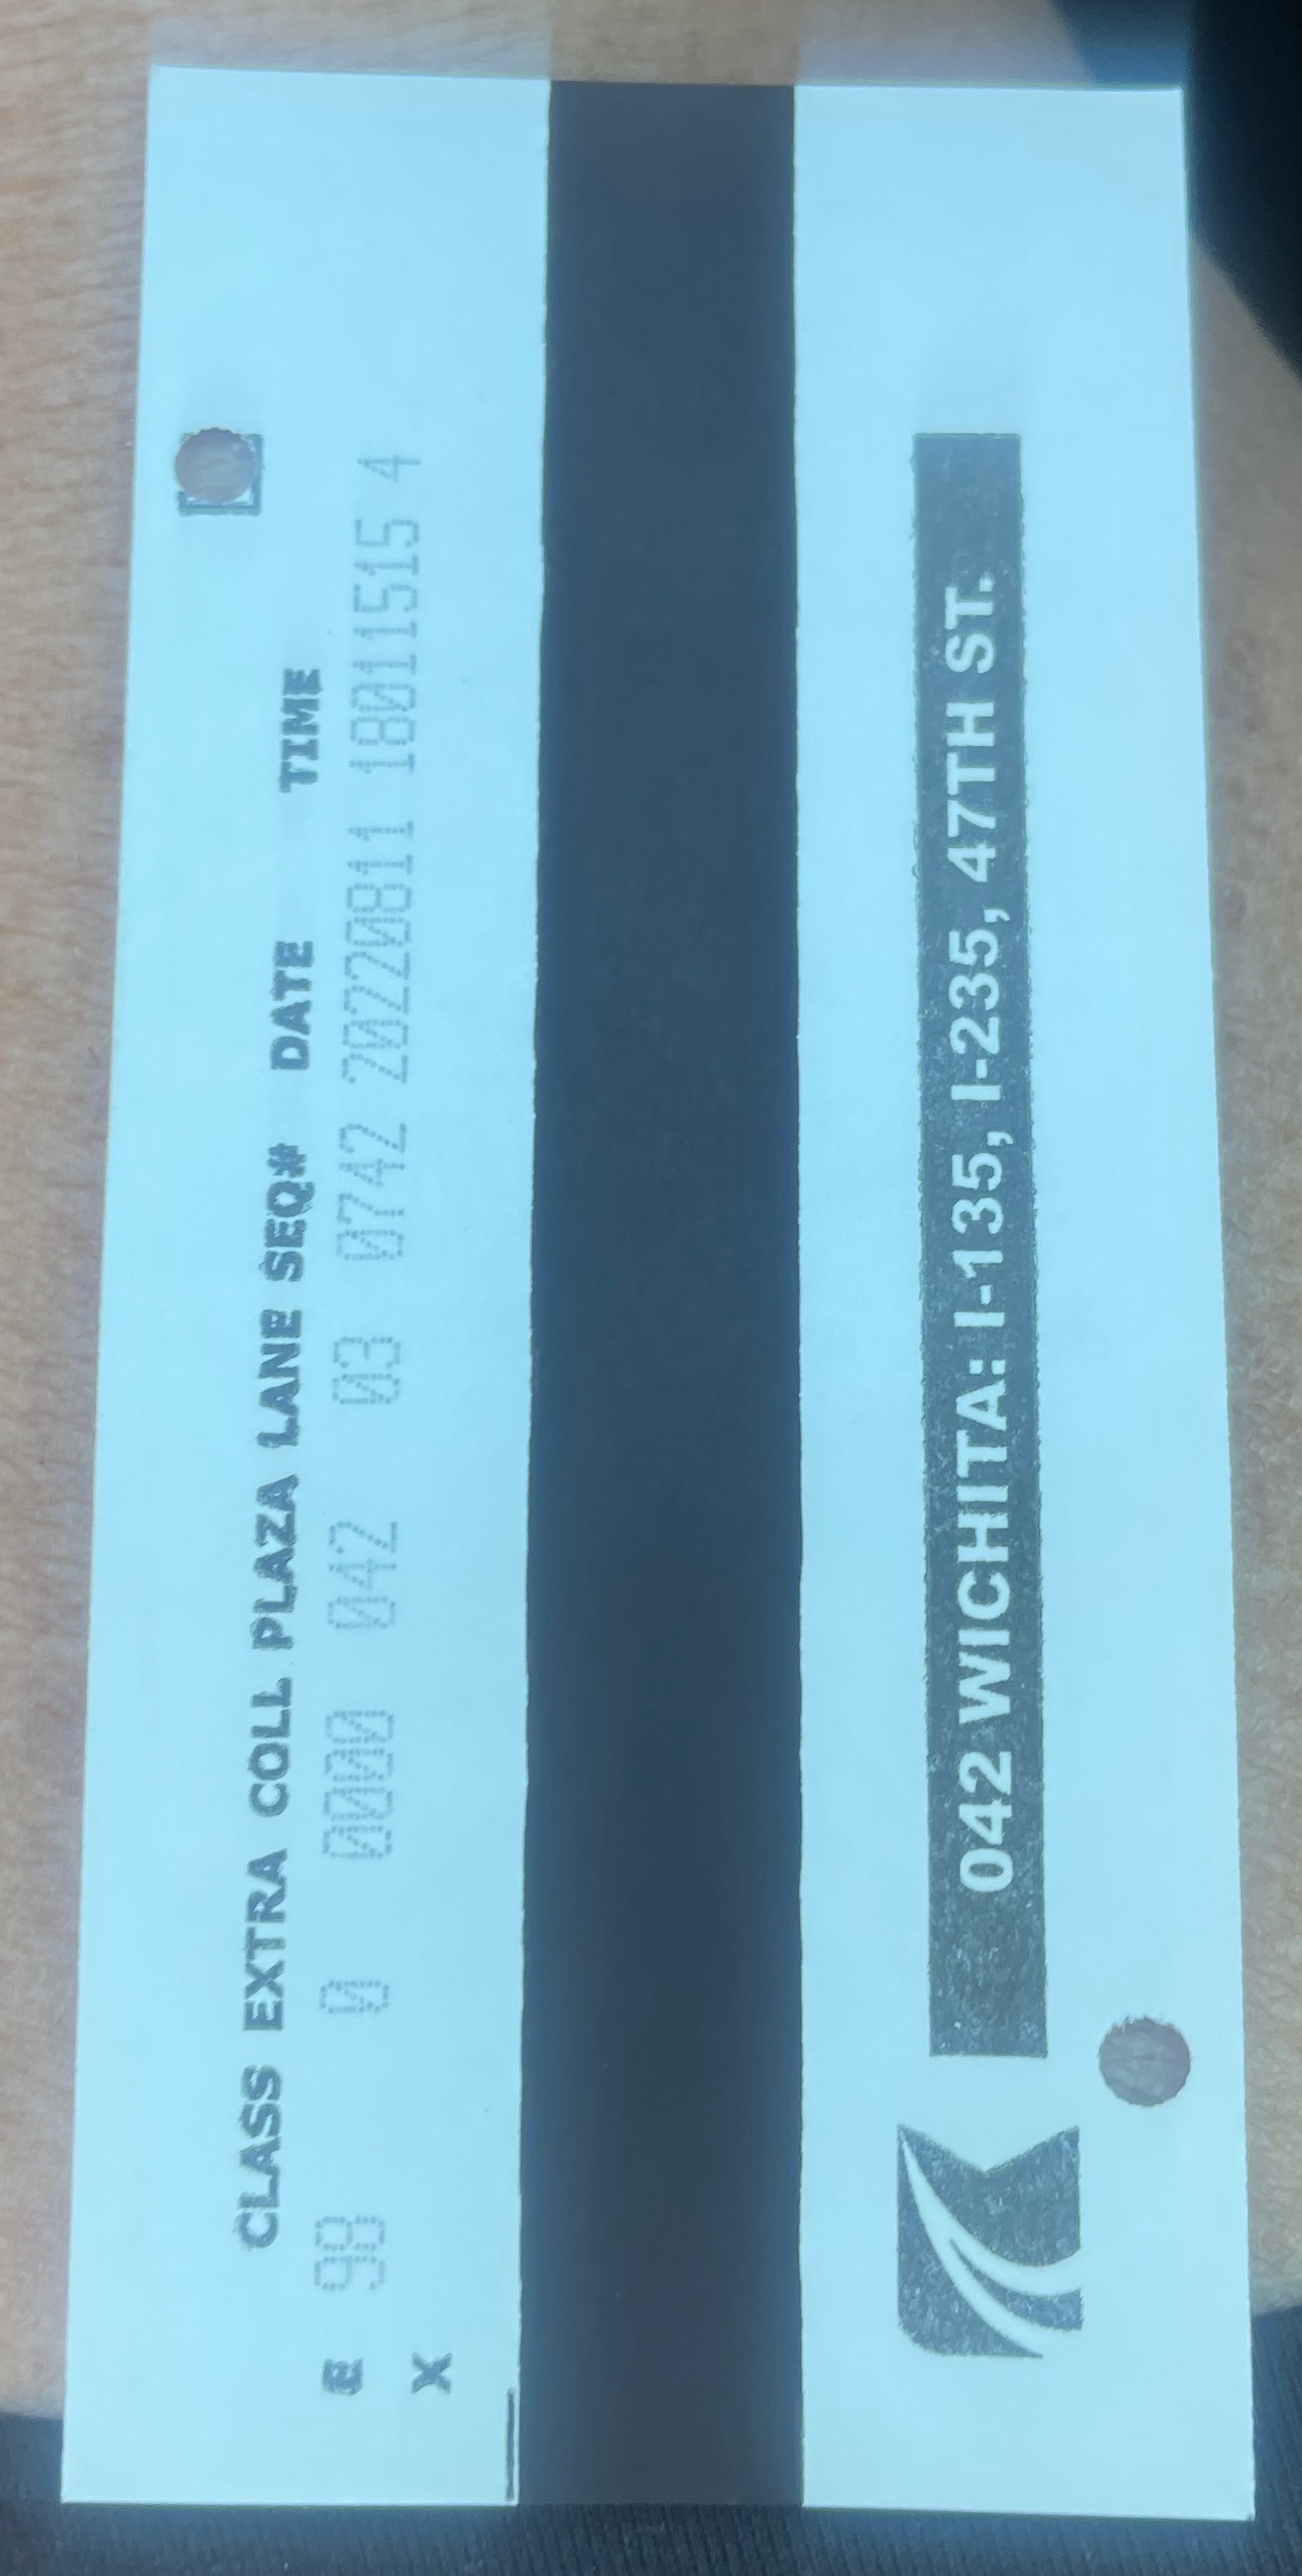 CLASS EXTRA COLL PLAZA LANE SEQ# DATE TIME
E 98 0 0000 042 03 0742 20220811 18011515 4
X
042 WICHITA: I-135, I-235, 47TH ST.